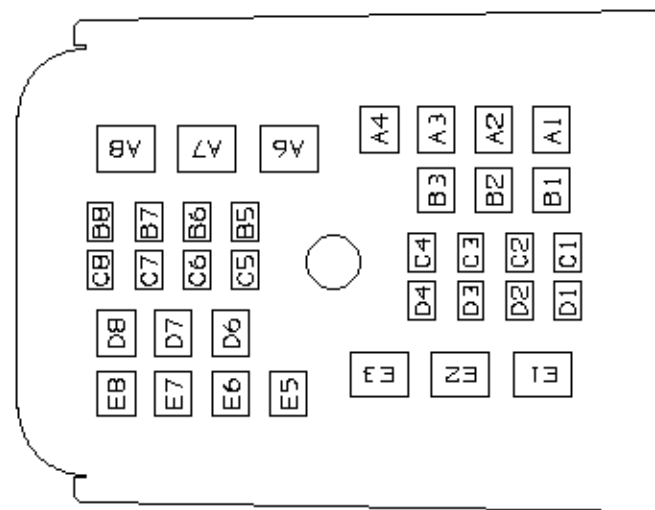 A8 A7 A6 A4 A3 A2 A1
B3 B2 B1
B8 B7 B6 B5
C4 C3 C2 C1
C8 C7 C6 C5
D4 D3 D2 D1
D8 D7 D6
E3 E2 E1
E8 E7 E6 E5